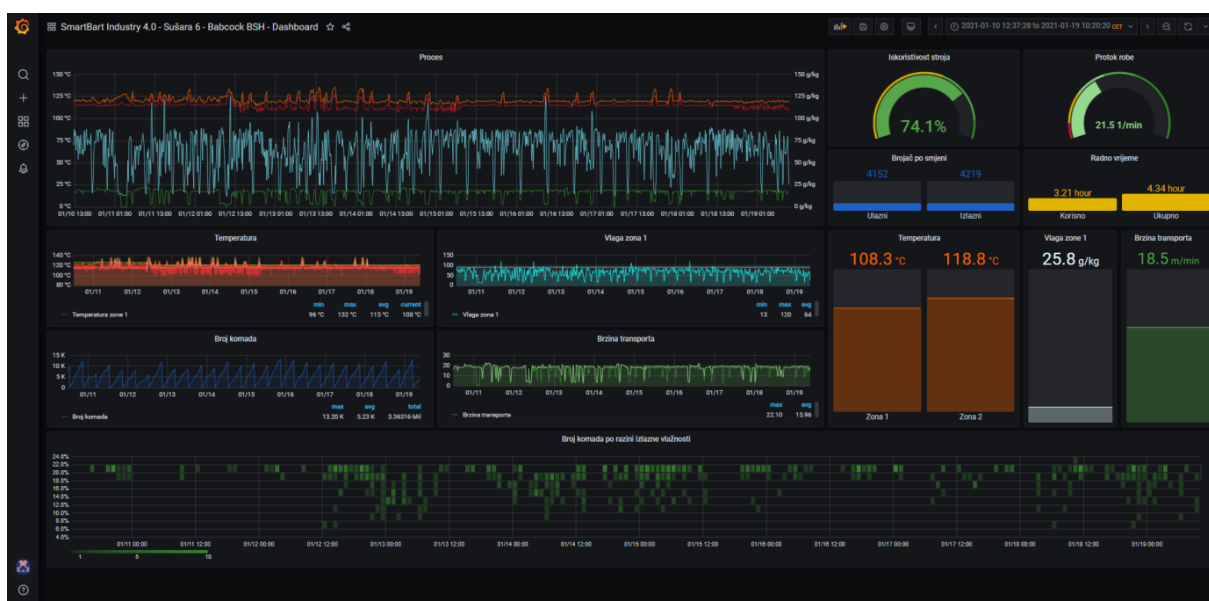 SmartBart Industry 4.0 - Sušara 6 - Babcock BSH - Dashboard
2021-01-10 12:37:28 to 2021-01-19 10:20:20 CET
Proces
150 °C
125 °C
100 °C
75 °C
50 °C
25 °C
0 °C
150 g/kg
125 g/kg
100 g/kg
75 g/kg
50 g/kg
25 g/kg
0 g/kg
01/10 13:00 01/11 01:00 01/11 13:00 01/12 01:00 01/12 13:00 01/13 01:00 01/13 13:00 01/14 01:00 01/14 13:00 01/15 01:00 01/15 13:00 01/16 01:00 01/16 13:00 01/17 01:00 01/17 13:00 01/18 01:00 01/18 13:00 01/19 01:00
Iskoristivost stroja
74.1%
Protok robe
21.5 1/min
Brojač po smjeni
4152 4219
Ulazni Izlazni
Radno vrijeme
3.21 hour 4.34 hour
Korisno Ukupno
Temperatura
140 °C
120 °C
100 °C
80 °C
01/11 01/12 01/13 01/14 01/15 01/16 01/17 01/18 01/19
min max avg current
Temperatura zone 1 96 °C 132 °C 115 °C 108 °C
Vlaga zona 1
150
100
50
0
01/11 01/12 01/13 01/14 01/15 01/16 01/17 01/18 01/19
min max avg
Vlaga zona 1 13 120 64
Temperatura
108.3 °C 118.8 °C
Zona 1 Zona 2
Vlaga zone 1
25.8 g/kg
Brzina transporta
18.5 m/min
Broj komada
15 K
10 K
5 K
0
01/11 01/12 01/13 01/14 01/15 01/16 01/17 01/18 01/19
max avg total
Broj komada 13.20 K 5.23 K 3.36316 Mil
Brzina transporta
30
20
10
0
01/11 01/12 01/13 01/14 01/15 01/16 01/17 01/18 01/19
max avg
Brzina transporta 22.10 15.96
Broj komada po razini izlazne vlažnosti
24.0%
22.0%
20.0%
18.0%
16.0%
14.0%
12.0%
10.0%
8.0%
6.0%
4.0%
01/11 00:00 01/11 12:00 01/12 00:00 01/12 12:00 01/13 00:00 01/13 12:00 01/14 00:00 01/14 12:00 01/15 00:00 01/15 12:00 01/16 00:00 01/16 12:00 01/17 00:00 01/17 12:00 01/18 00:00 01/18 12:00 01/19 00:00
1 5 10